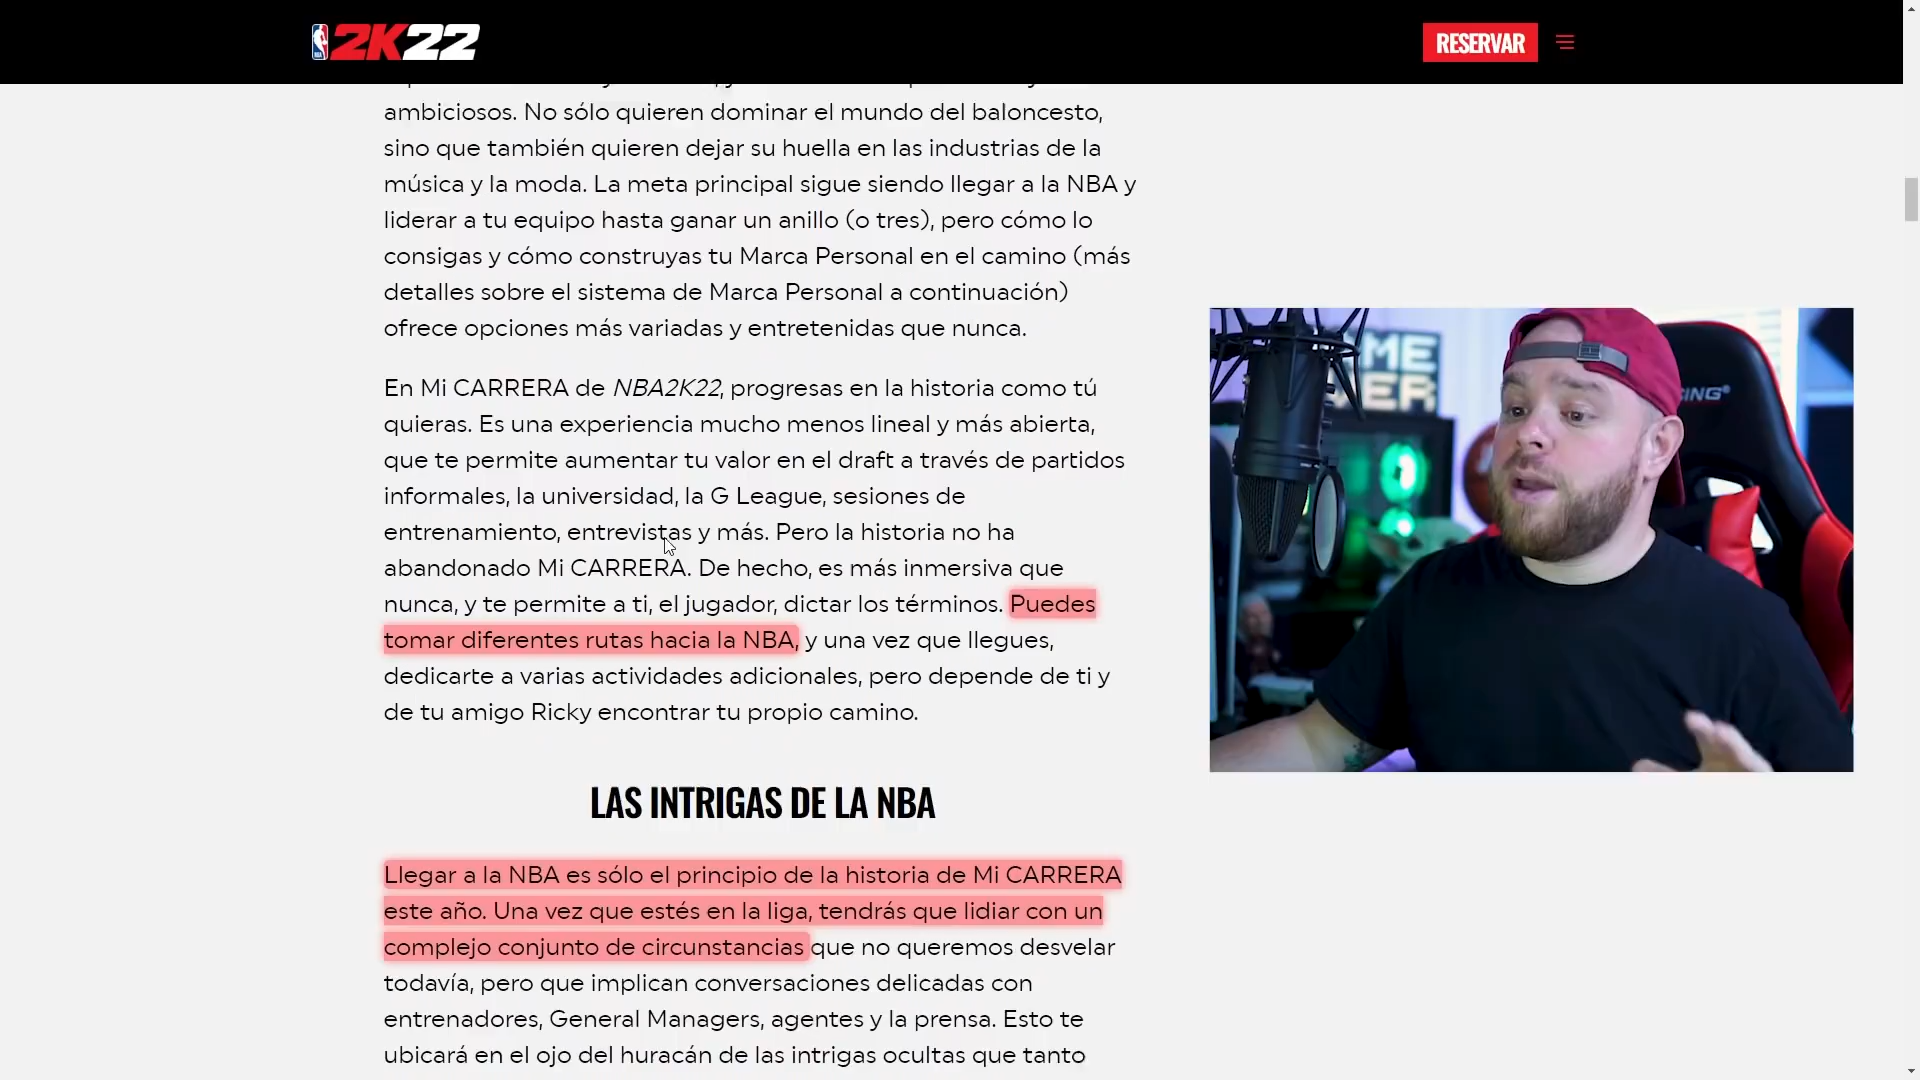 NBA 2K22
RESERVAR
ambiciosos. No sólo quieren dominar el mundo del baloncesto,
sino que también quieren dejar su huella en las industrias de la
música y la moda. La meta principal sigue siendo llegar a la NBA y
liderar a tu equipo hasta ganar un anillo (o tres), pero cómo lo
consigas y cómo construyas tu Marca Personal en el camino (más
detalles sobre el sistema de Marca Personal a continuación)
ofrece opciones más variadas y entretenidas que nunca.
En Mi CARRERA de NBA2K22, progresas en la historia como tú
quieras. Es una experiencia mucho menos lineal y más abierta,
que te permite aumentar tu valor en el draft a través de partidos
informales, la universidad, la G League, sesiones de
entrenamiento, entrevistas y más. Pero la historia no ha
abandonado Mi CARRERA. De hecho, es más inmersiva que
nunca, y te permite a ti, el jugador, dictar los términos. Puedes
tomar diferentes rutas hacia la NBA, y una vez que llegues,
dedicarte a varias actividades adicionales, pero depende de ti y
de tu amigo Ricky encontrar tu propio camino.
LAS INTRIGAS DE LA NBA
Llegar a la NBA es sólo el principio de la historia de Mi CARRERA
este año. Una vez que estés en la liga, tendrás que lidiar con un
complejo conjunto de circunstancias que no queremos desvelar
todavía, pero que implican conversaciones delicadas con
entrenadores, General Managers, agentes y la prensa. Esto te
ubicará en el ojo del huracán de las intrigas ocultas que tanto